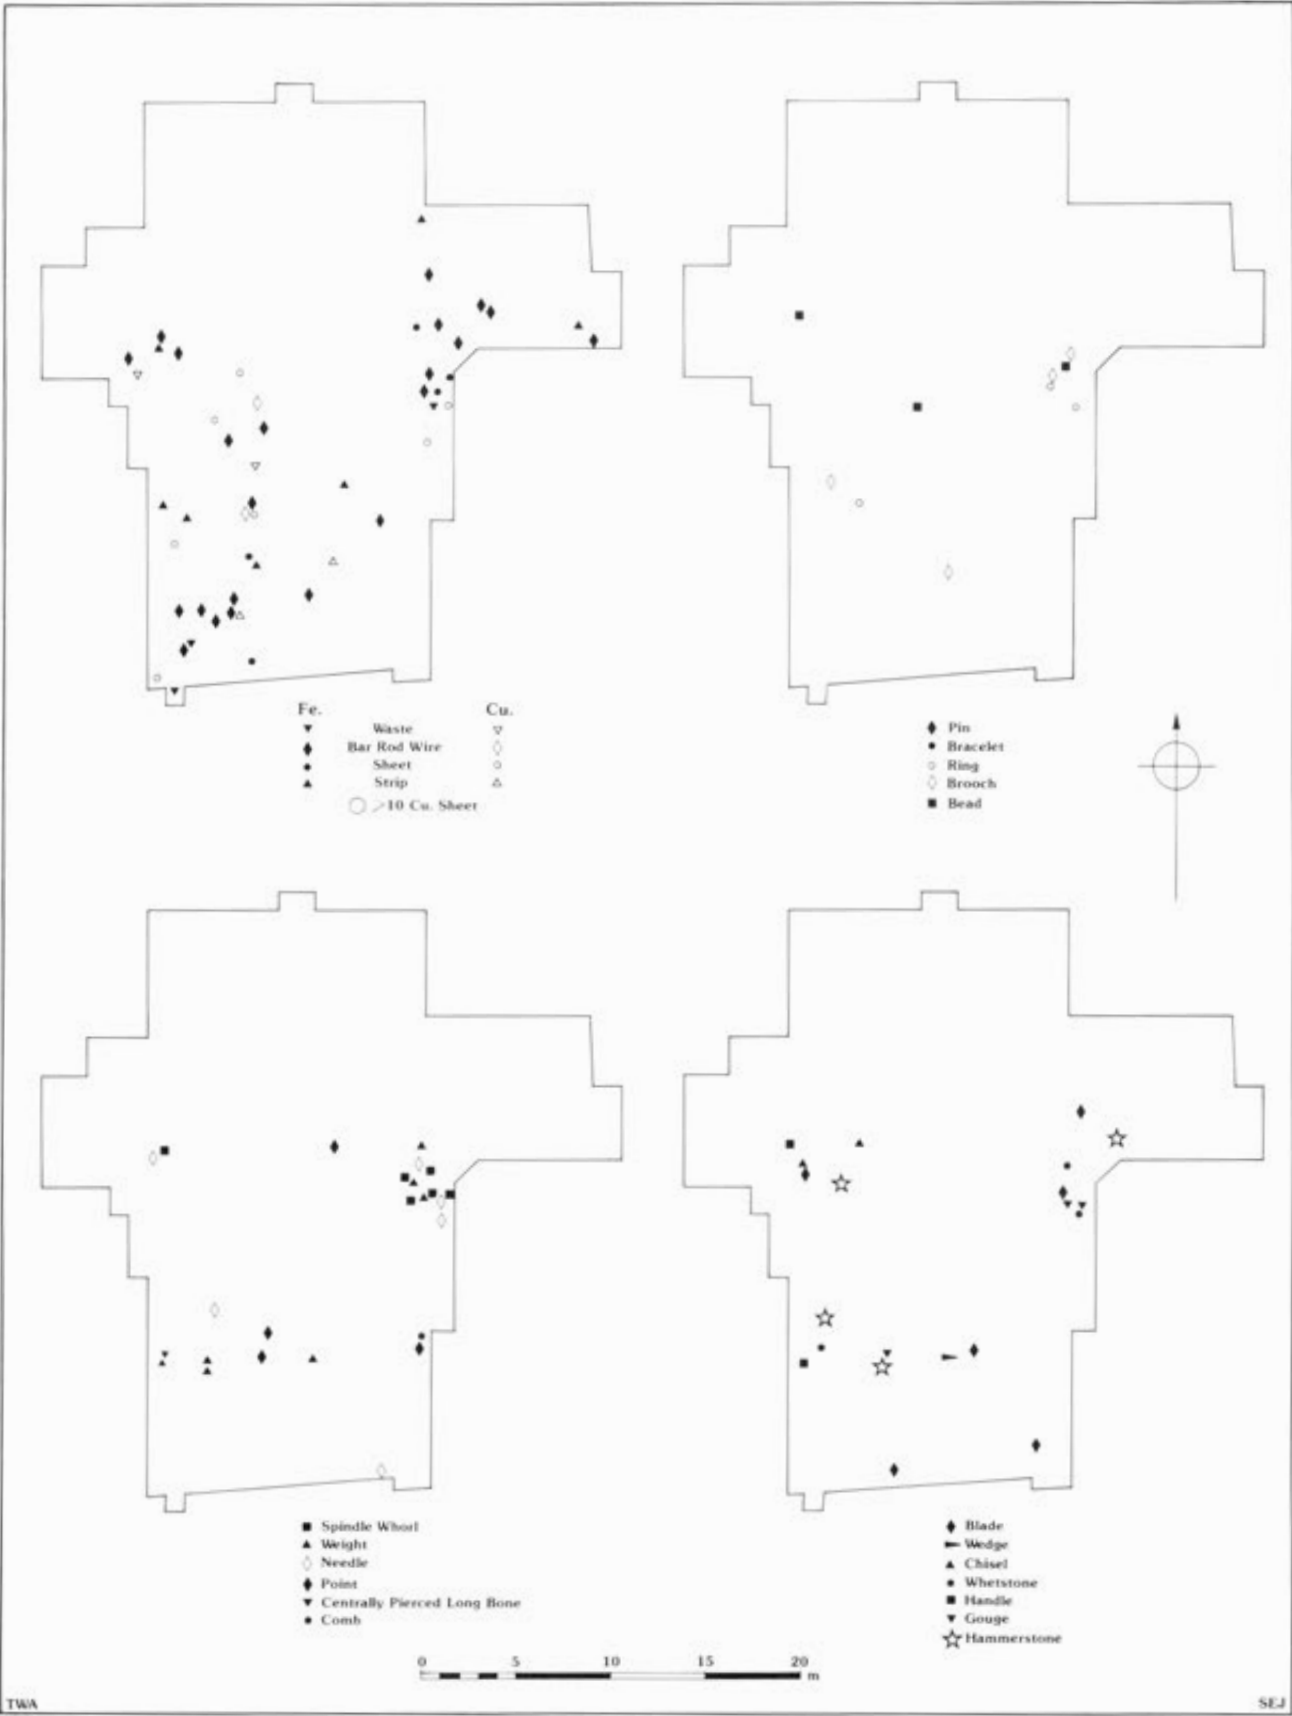 Fe. Cu.
Waste
Bar Rod Wire
Sheet
Strip
>10 Cu. Sheet
Pin
Bracelet
Ring
Brooch
Bead
Spindle Whorl
Weight
Needle
Point
Centrally Pierced Long Bone
Comb
Blade
Wedge
Chisel
Whetstone
Handle
Gouge
Hammerstone
0 5 10 15 20 m
TWA SEJ